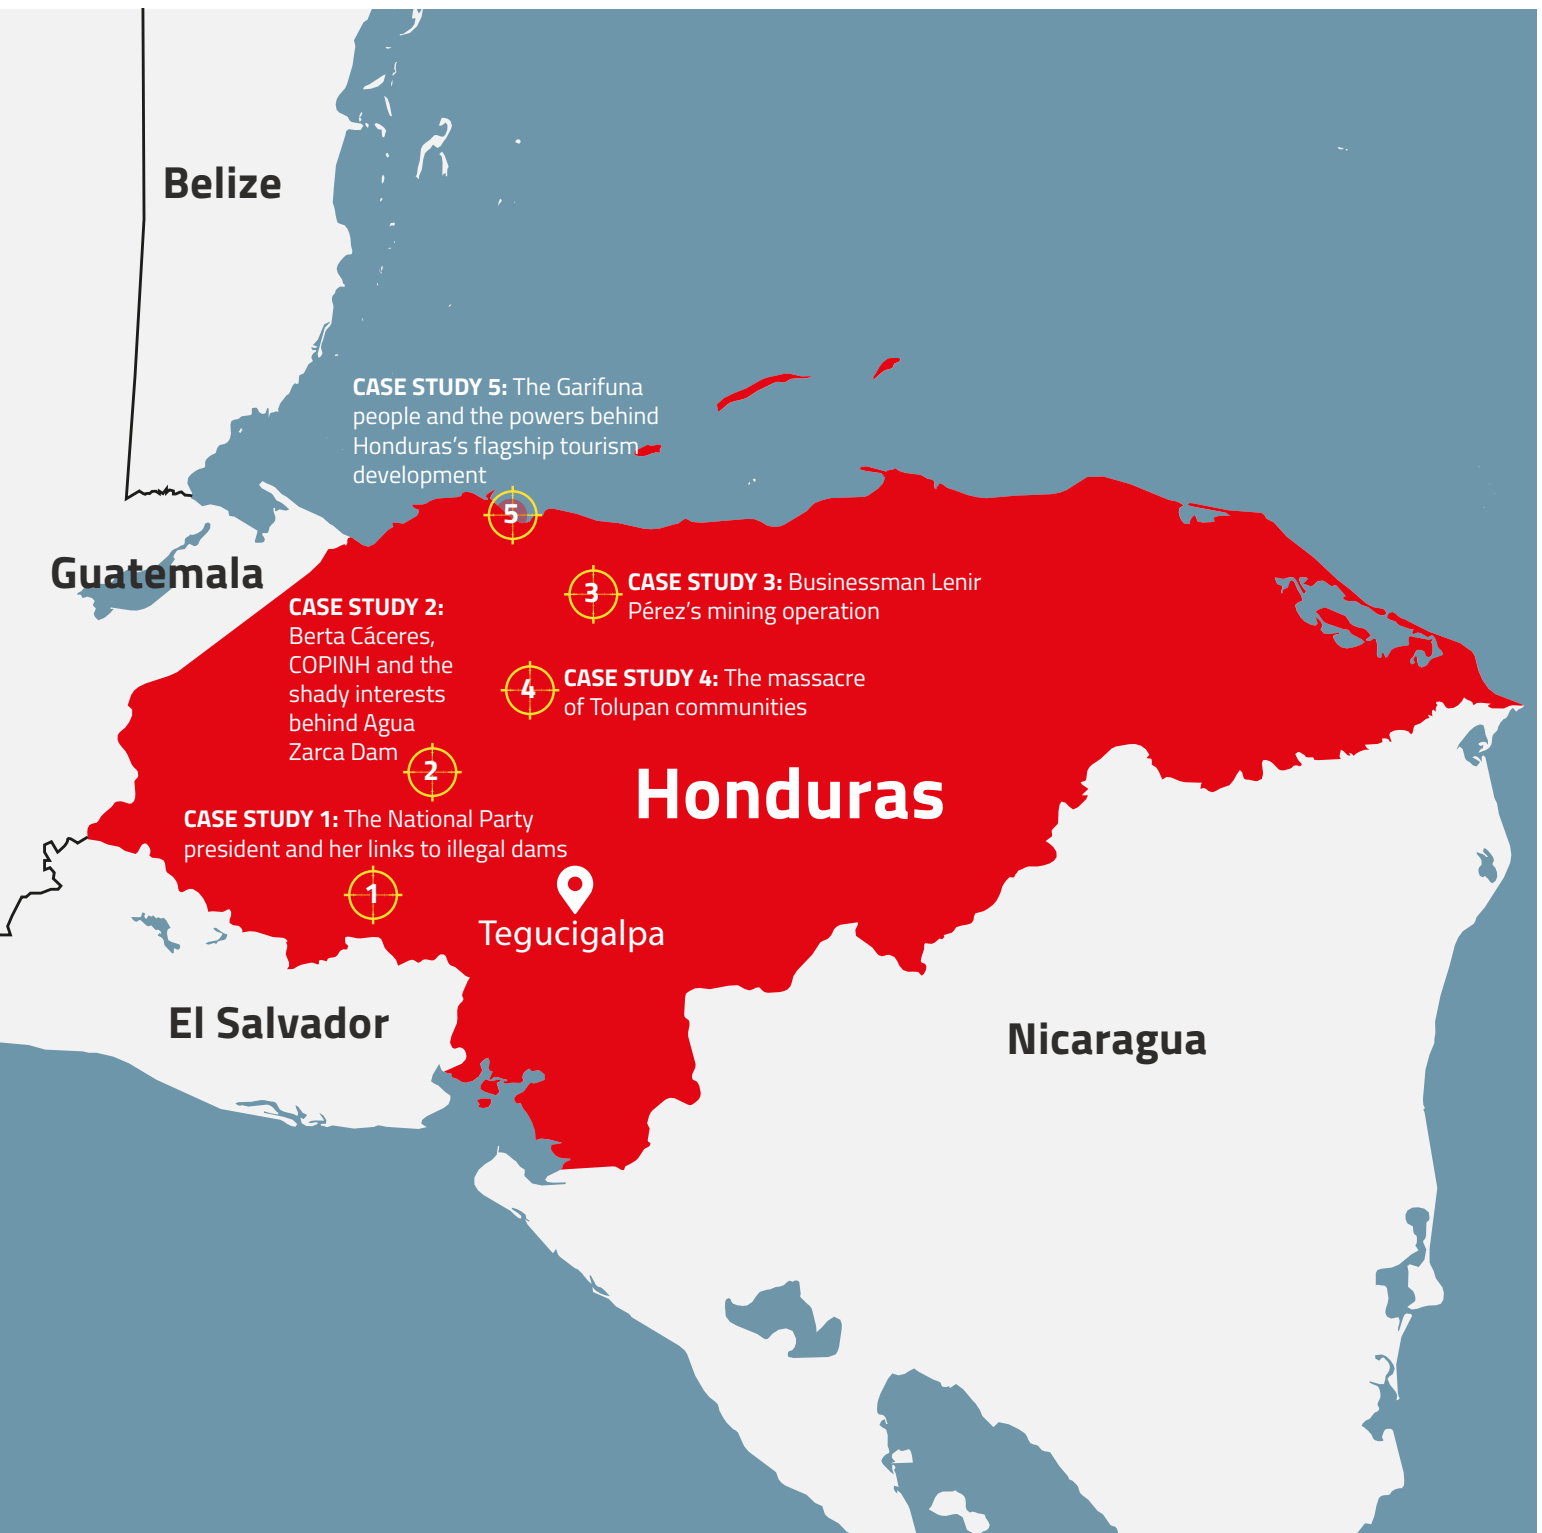 Belize
CASE STUDY 5: The Garifuna
people and the powers behind
Honduras's flagship tourism
development
5
Guatemala
3
CASE STUDY 3: Businessman Lenir
Pérez's mining operation
CASE STUDY 2:
Berta Cáceres,
COPINH and the
shady interests
behind Agua
Zarca Dam
2
4
CASE STUDY 4: The massacre
of Tolupan communities
Honduras
CASE STUDY 1: The National Party
president and her links to illegal dams
1
Tegucigalpa
El Salvador
Nicaragua